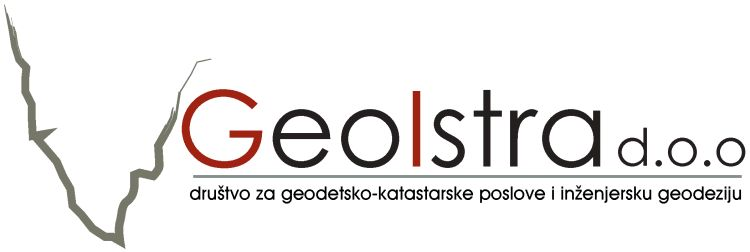 GeoIstra d.o.o
društvo za geodetsko-katastarske poslove i inženjersku geodeziju